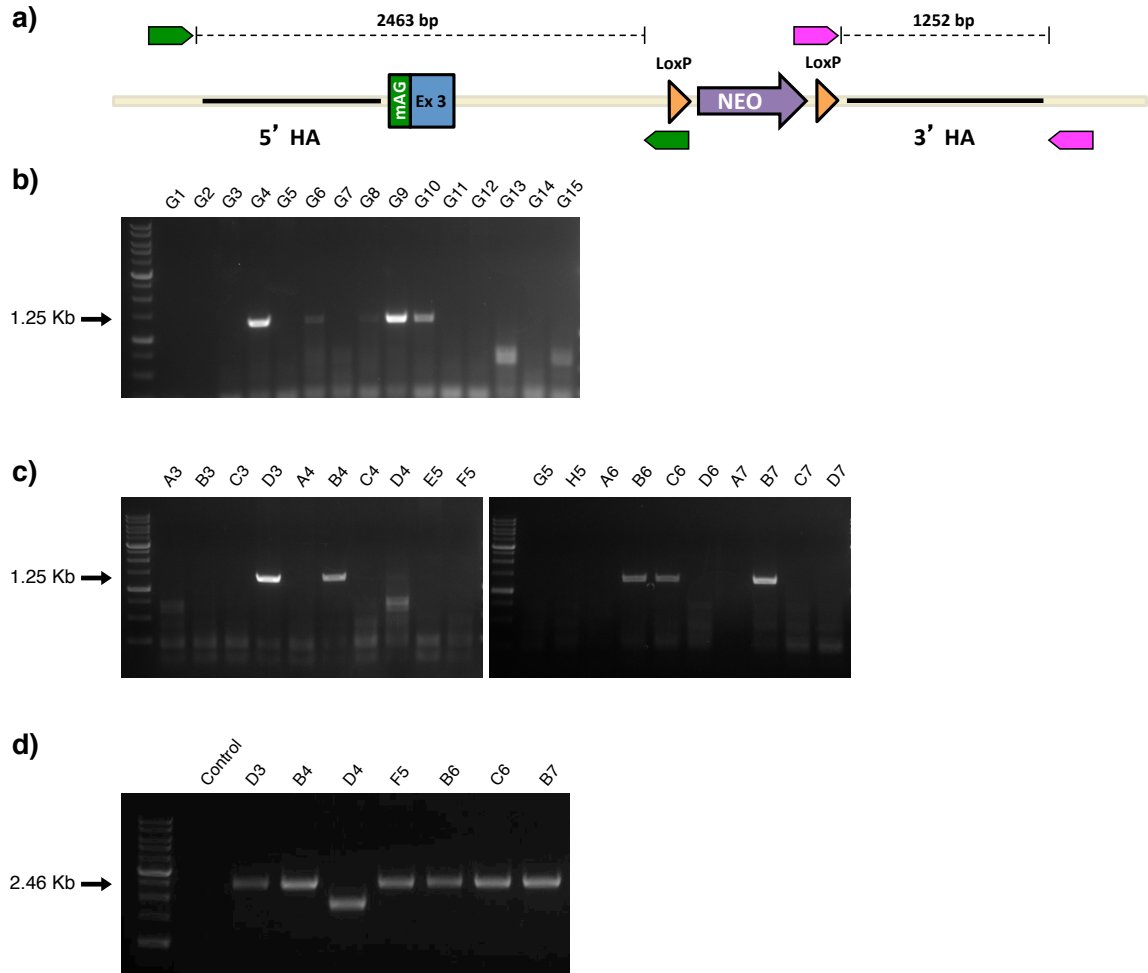 a)
2463 bp
1252 bp
LoxP
LoxP
mAG
Ex 3
NEO
5’ HA
3’ HA
b)
G1 G2 G3 G4 G5 G6 G7 G8 G9 G10 G11 G12 G13 G14 G15
1.25 Kb
c)
A3 B3 C3 D3 A4 B4 C4 D4 E5 F5
G5 H5 A6 B6 C6 D6 A7 B7 C7 D7
1.25 Kb
d)
Control D3 B4 D4 F5 B6 C6 B7
2.46 Kb